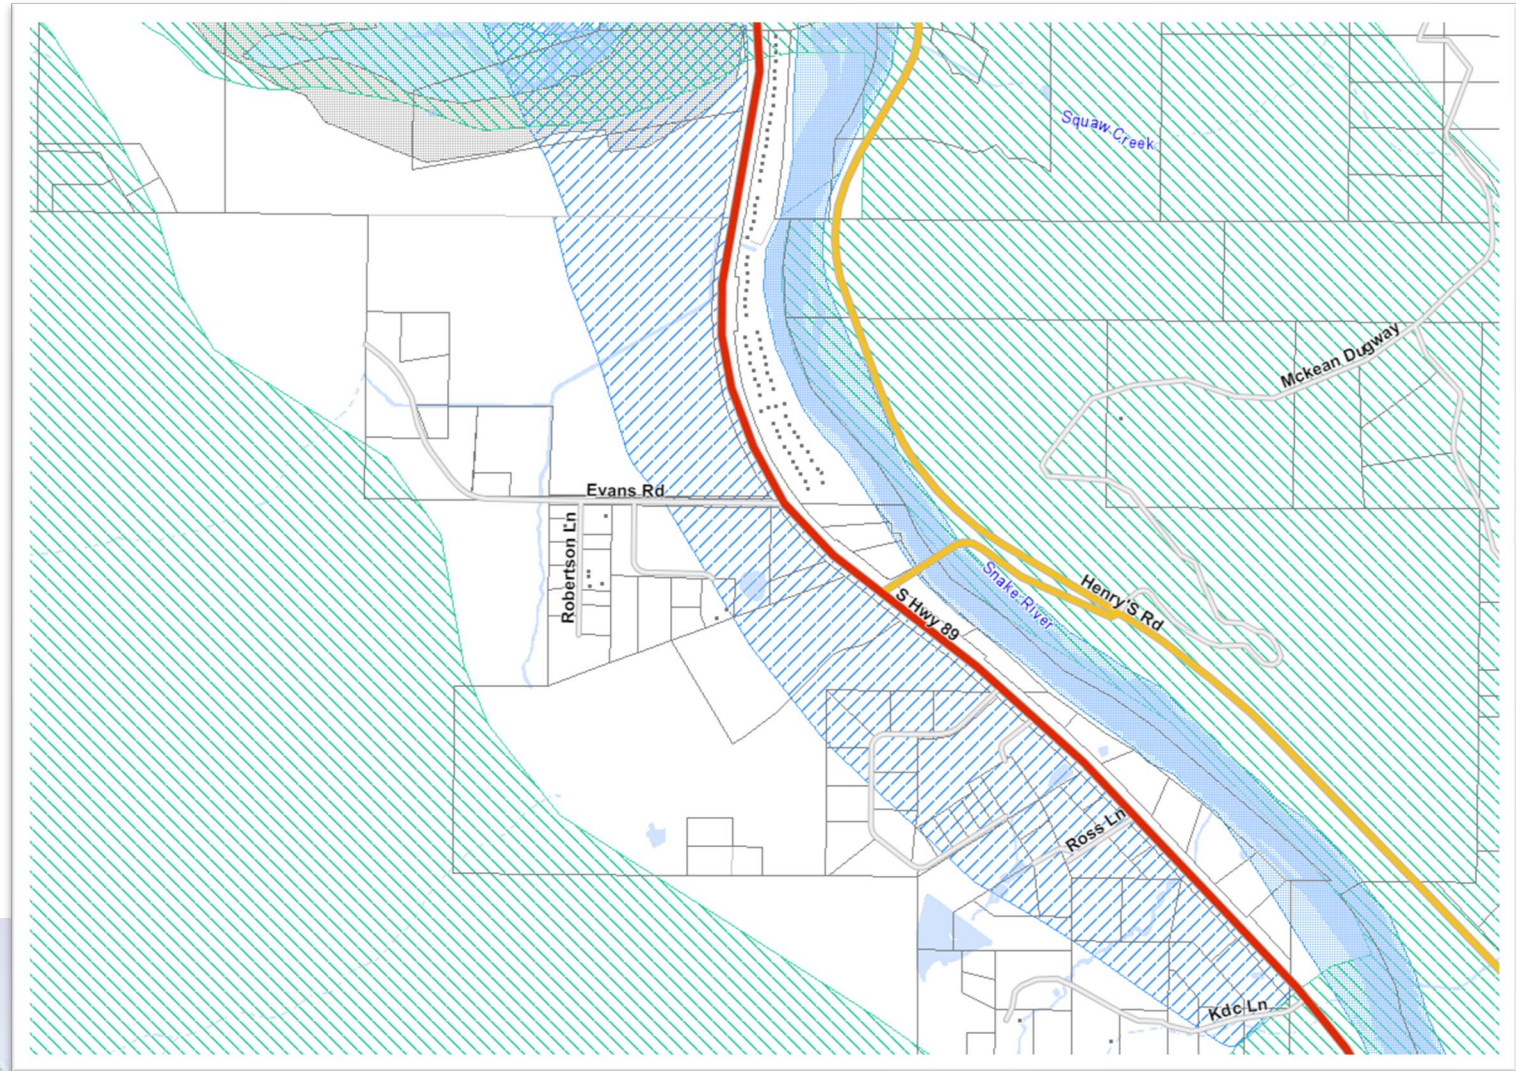 Squaw Creek
Mckean Dugway
Evans Rd
Robertson Ln
Snake River
Henry'S Rd
S Hwy 89
Ross Ln
Kdc Ln